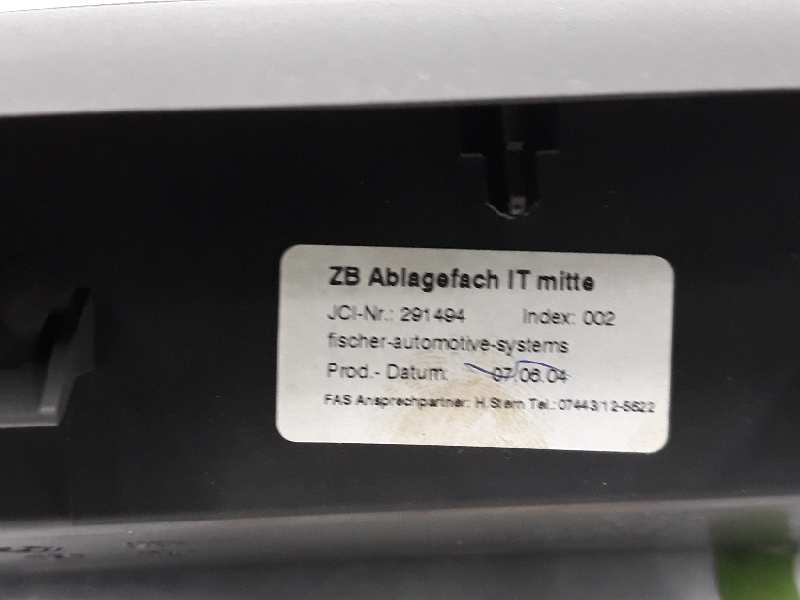 ZB Ablagefach IT mitte
JCI-Nr.: 291494 Index: 002
fischer-automotive-systems
Prod.- Datum: 07.06.04
FAS Ansprechpartner: H.Stern Tel.: 07443/12-5622